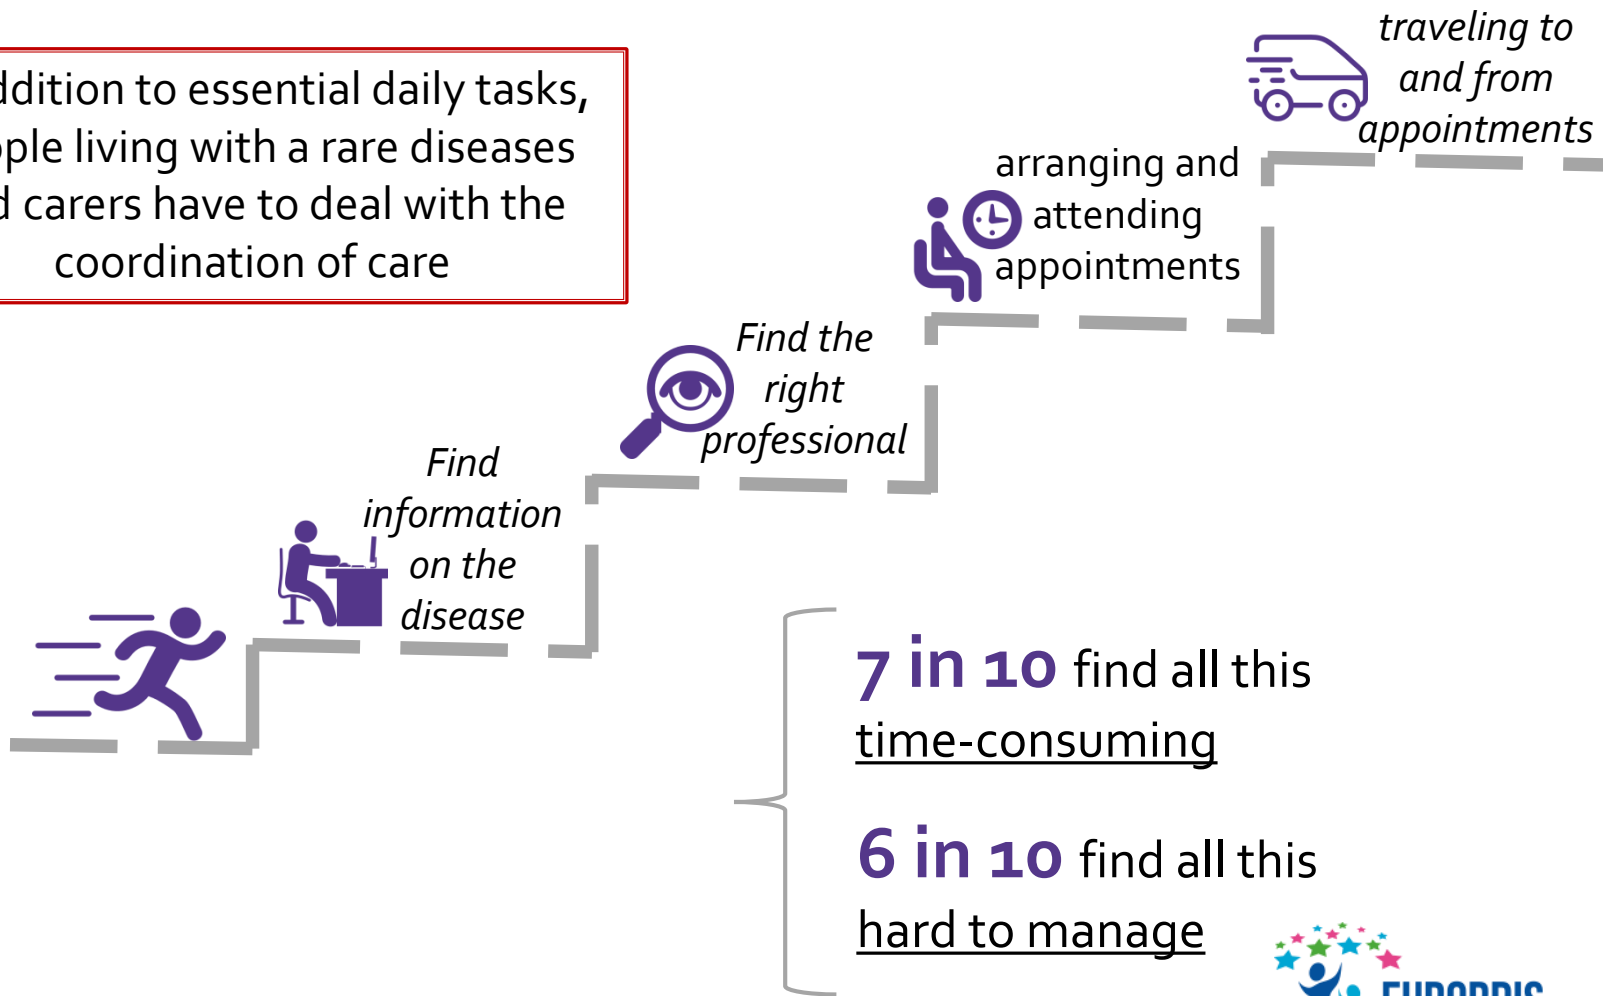 ddition to essential daily tasks,
ople living with a rare diseases
d carers have to deal with the
coordination of care
traveling to
and from
appointments
arranging and
attending
appointments
Find the
right
professional
Find
information
on the
disease
7 in 10 find all this
time-consuming
6 in 10 find all this
hard to manage
EURORDIS